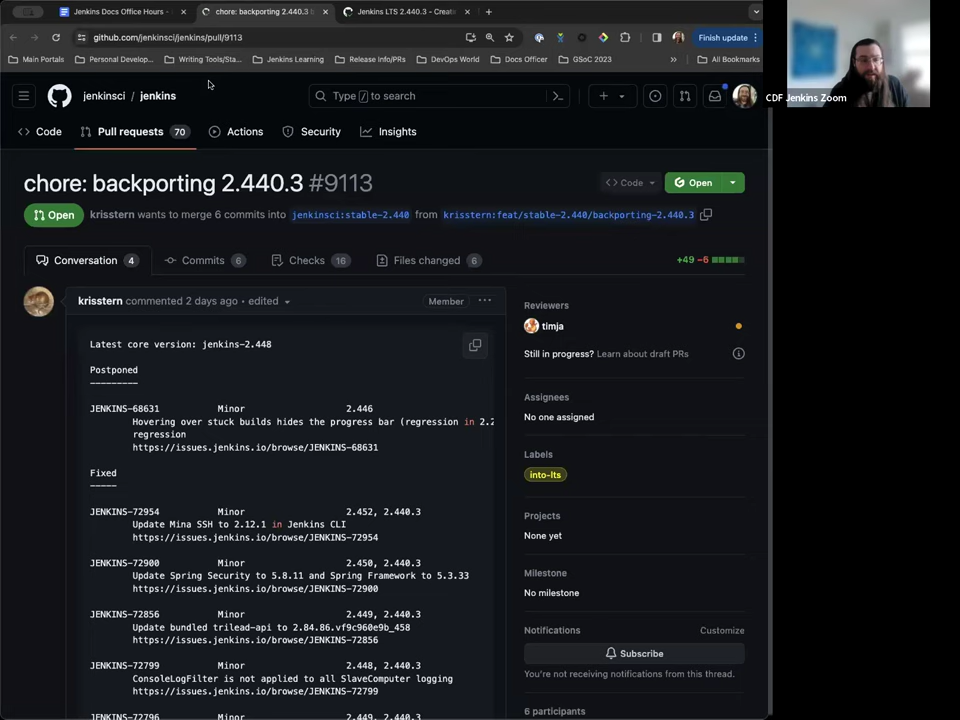 Jenkins Docs Office Hours -
chore: backporting 2.440.3
Jenkins LTS 2.440.3 - Creat
github.com/jenkinsci/jenkins/pull/9113
Finish update
Main Portals
Personal Develop...
Writing Tools/Sta...
Jenkins Learning
Release info/PRs
DevOps World
Docs Officer
GSoC 2023
All Bookmarks
CDF Jenkins Zoom
jenkinsci / jenkins
Type / to search
Code
Pull requests 70
Actions
Security
Insights
chore: backporting 2.440.3 #9113
Code
Open
Open
krisstern wants to merge 6 commits into jenkinsci:stable-2.440 from krisstern:feat/stable-2.440/backporting-2.440.3
Conversation 4
Commits 6
Checks 16
Files changed 6
+49 −6
krisstern commented 2 days ago • edited
Member
Latest core version: jenkins-2.448
Postponed
---------
JENKINS-68631 Minor 2.446
Hovering over stuck builds hides the progress bar (regression in 2.2
regression
https://issues.jenkins.io/browse/JENKINS-68631
Fixed
-----
JENKINS-72954 Minor 2.452, 2.440.3
Update Mina SSH to 2.12.1 in Jenkins CLI
https://issues.jenkins.io/browse/JENKINS-72954
JENKINS-72900 Minor 2.450, 2.440.3
Update Spring Security to 5.8.11 and Spring Framework to 5.3.33
https://issues.jenkins.io/browse/JENKINS-72900
JENKINS-72856 Minor 2.449, 2.440.3
Update bundled trilead-api to 2.84.86.vf9c960e9b_458
https://issues.jenkins.io/browse/JENKINS-72856
JENKINS-72799 Minor 2.448, 2.440.3
ConsoleLogFilter is not applied to all SlaveComputer logging
https://issues.jenkins.io/browse/JENKINS-72799
JENKINS-72796 Minor 2.449, 2.440.3
Reviewers
timja
Still in progress? Learn about draft PRs
Assignees
No one assigned
Labels
into-lts
Projects
None yet
Milestone
No milestone
Notifications
Customize
Subscribe
You're not receiving notifications from this thread.
6 participants